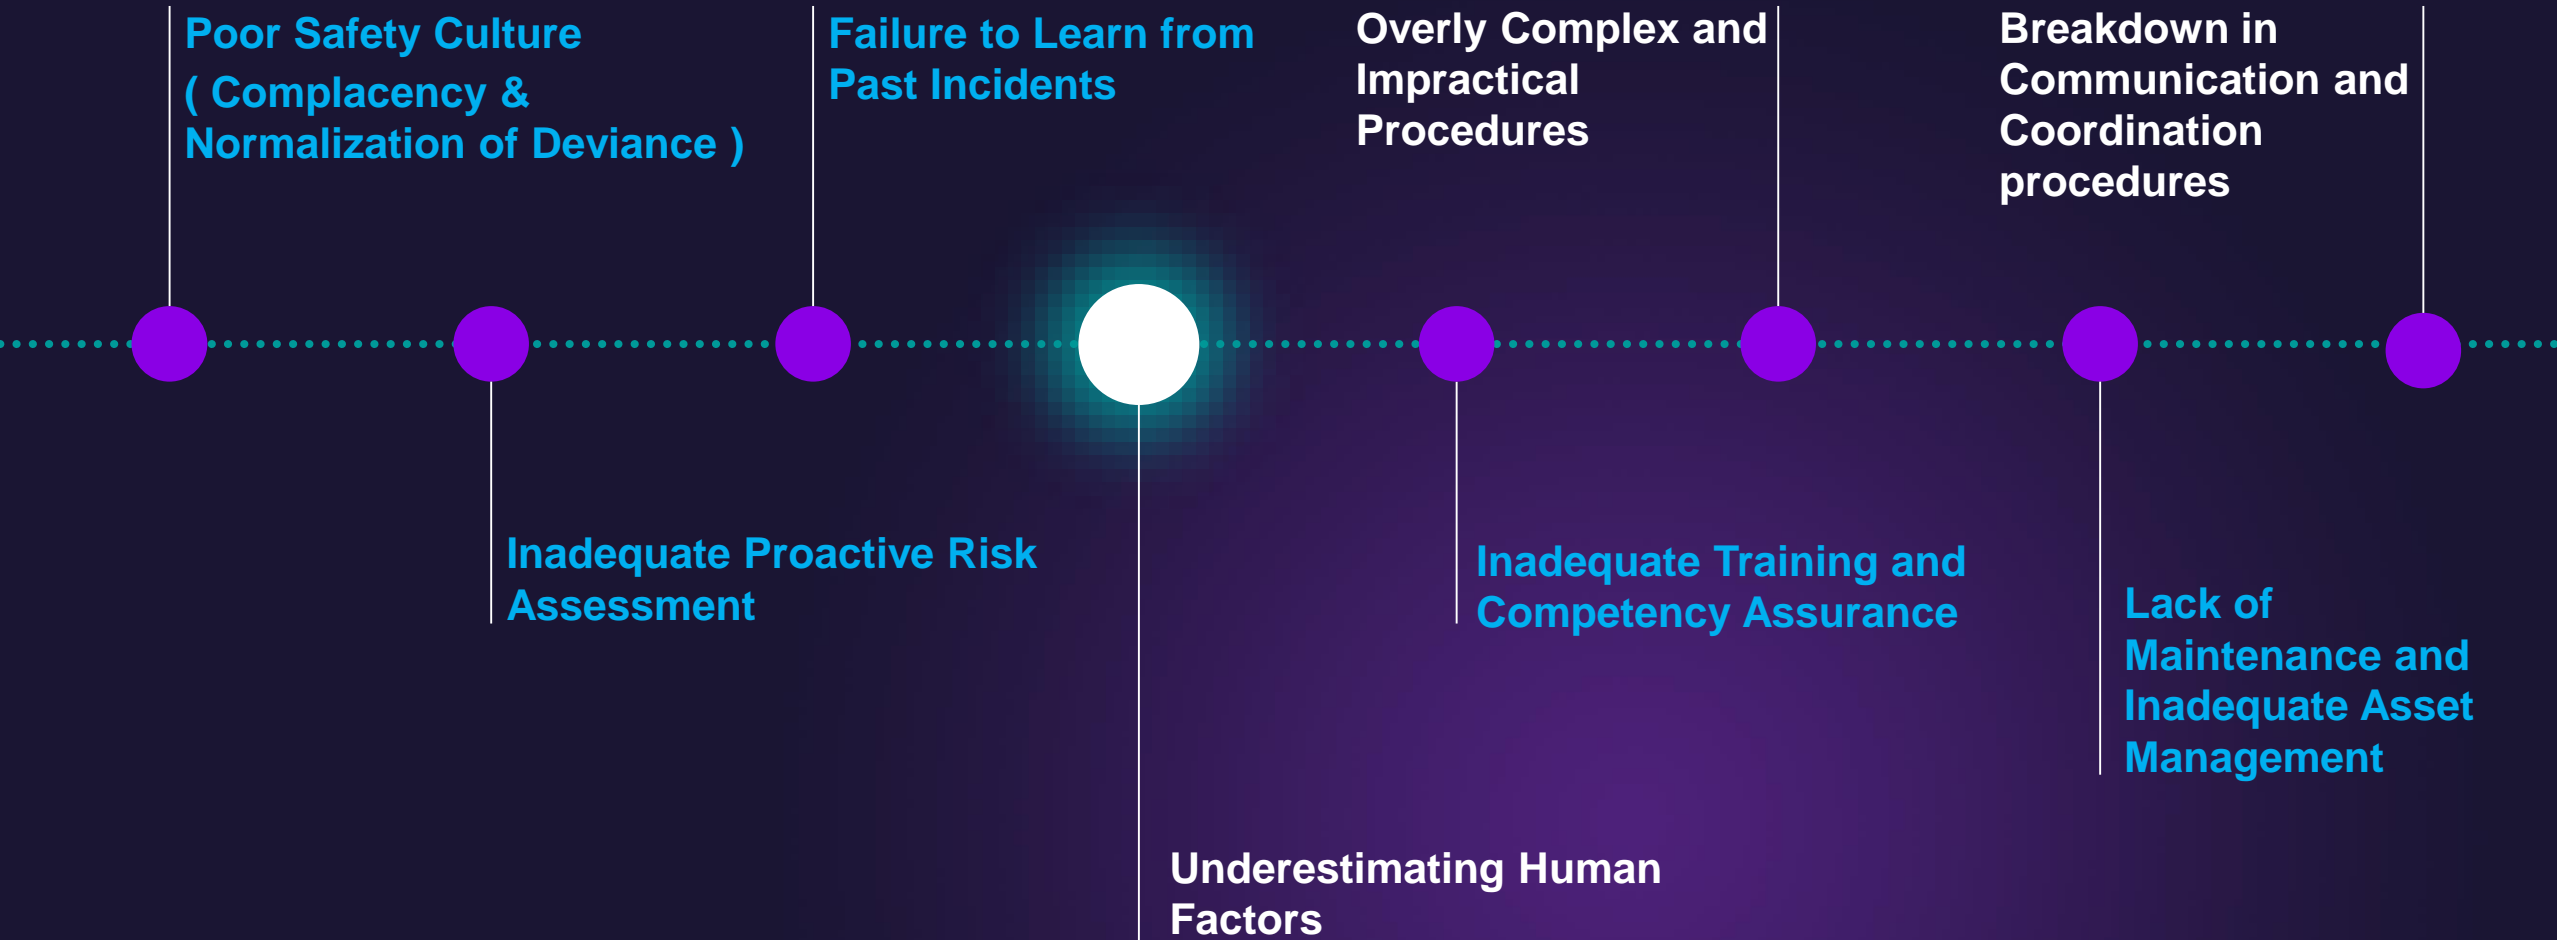 Poor Safety Culture
( Complacency &
Normalization of Deviance )
Failure to Learn from
Past Incidents
Overly Complex and
Impractical
Procedures
Breakdown in
Communication and
Coordination
procedures
Inadequate Proactive Risk
Assessment
Inadequate Training and
Competency Assurance
Lack of
Maintenance and
Inadequate Asset
Management
Underestimating Human
Factors